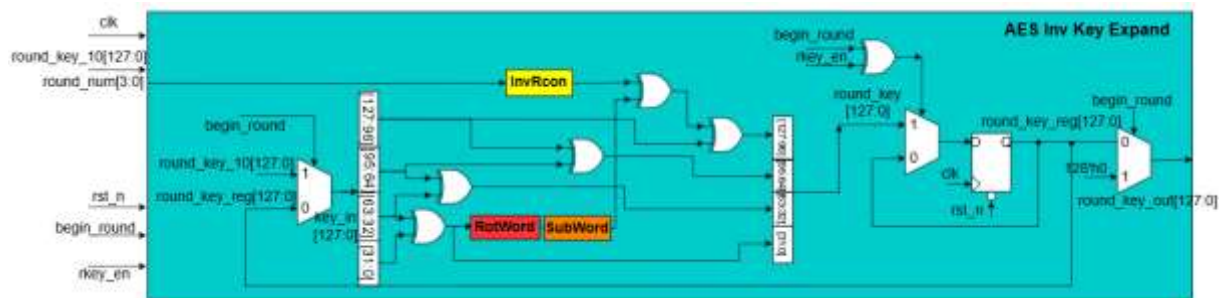 clk
AES Inv Key Expand
begin_round
round_key_10[127:0]
rkey_en
round_num[3:0]
InvRcon
round_key
[127:0]
begin_round
round_key_reg[127:0]
begin_round
1
0
round_key_10[127:0]
1
round_key_reg[127:0]
0
key_in
[127:0]
127:96]
[95:64]
[63:32]
[31:0]
[127:96]
[95:64]
[63:32]
[31:0]
128'h0
1
0
clk
rst_n
round_key_out[127:0]
rst_n
begin_round
RotWord
SubWord
rkey_en